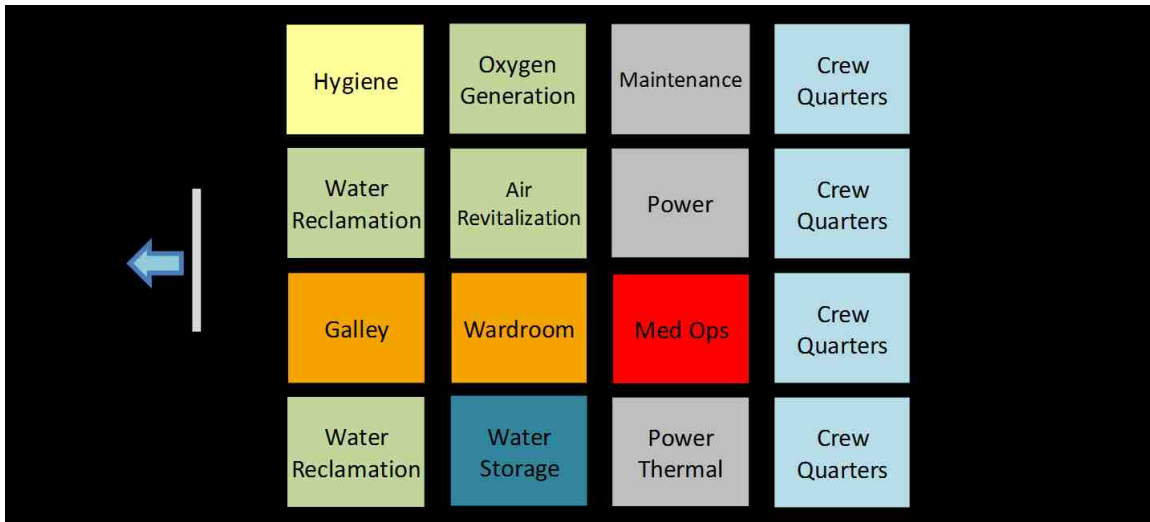 Hygiene
Oxygen
Generation
Maintenance
Crew
Quarters
Water
Reclamation
Air
Revitalization
Power
Crew
Quarters
Galley
Wardroom
Med Ops
Crew
Quarters
Water
Reclamation
Water
Storage
Power
Thermal
Crew
Quarters